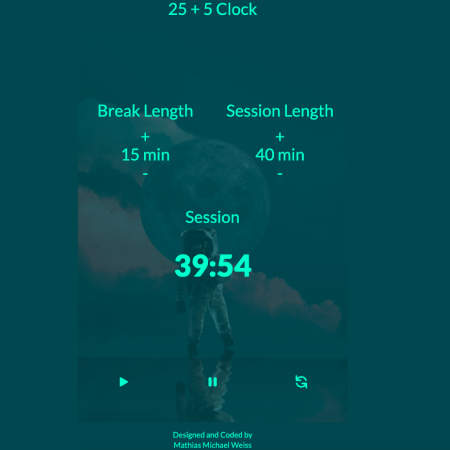 25 + 5 Clock
Break Length
Session Length
+
+
15 min
40 min
-
-
Session
39:54
Designed and Coded by
Mathias Michael Weiss